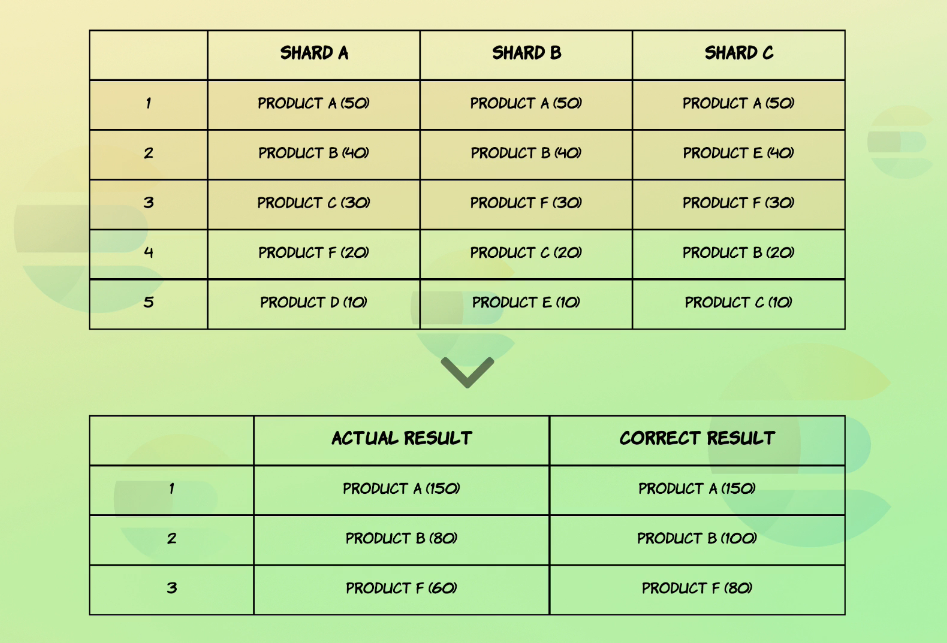 SHARD A SHARD B SHARD C
1 PRODUCT A (50) PRODUCT A (50) PRODUCT A (50)
2 PRODUCT B (40) PRODUCT B (40) PRODUCT E (40)
3 PRODUCT C (30) PRODUCT F (30) PRODUCT F (30)
4 PRODUCT F (20) PRODUCT C (20) PRODUCT B (20)
5 PRODUCT D (10) PRODUCT E (10) PRODUCT C (10)
ACTUAL RESULT CORRECT RESULT
1 PRODUCT A (150) PRODUCT A (150)
2 PRODUCT B (80) PRODUCT B (100)
3 PRODUCT F (60) PRODUCT F (80)